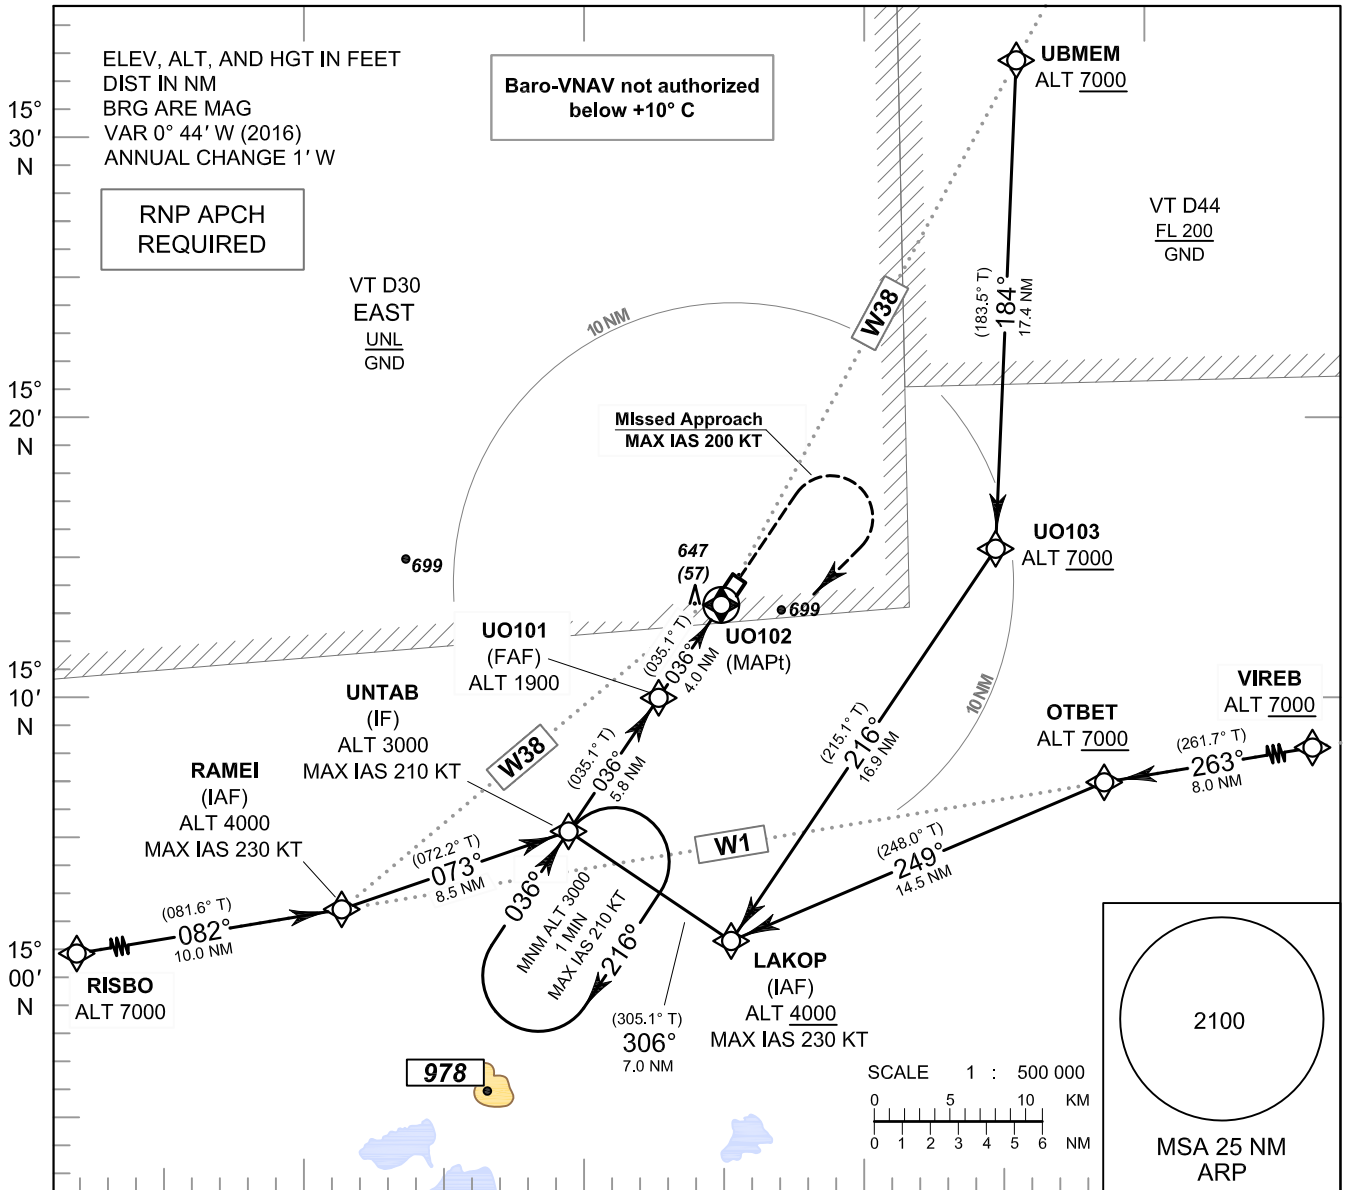 ELEV, ALT, AND HGT IN FEET
DIST IN NM
BRG ARE MAG
VAR 0° 44′ W (2016)
ANNUAL CHANGE 1′ W
RNP APCH
REQUIRED
Baro-VNAV not authorized
below +10° C
UBMEM
ALT 7000
VT D44
FL 200
GND
VT D30
EAST
UNL
GND
15°
30′
N
15°
20′
N
15°
10′
N
15°
00′
N
10 NM
W38
(183.5° T)
184°
17.4 NM
MIssed Approach
MAX IAS 200 KT
UO103
ALT 7000
699
647
(57)
699
UO102
(MAPt)
UO101
(FAF)
ALT 1900
(035.1° T)
036°
4.0 NM
UNTAB
(IF)
ALT 3000
MAX IAS 210 KT
W38
(035.1° T)
036°
5.8 NM
RAMEI
(IAF)
ALT 4000
MAX IAS 230 KT
(072.2° T)
073°
8.5 NM
(081.6° T)
082°
10.0 NM
RISBO
ALT 7000
036°
MNM ALT 3000
1 MIN
MAX IAS 210 KT
216°
W1
(215.1° T)
216°
16.9 NM
10 NM
VIREB
ALT 7000
OTBET
ALT 7000
(261.7° T)
263°
8.0 NM
(248.0° T)
249°
14.5 NM
LAKOP
(IAF)
ALT 4000
MAX IAS 230 KT
(305.1° T)
306°
7.0 NM
978
SCALE 1 : 500 000
0 5 10 KM
0 1 2 3 4 5 6 NM
2100
MSA 25 NM
ARP